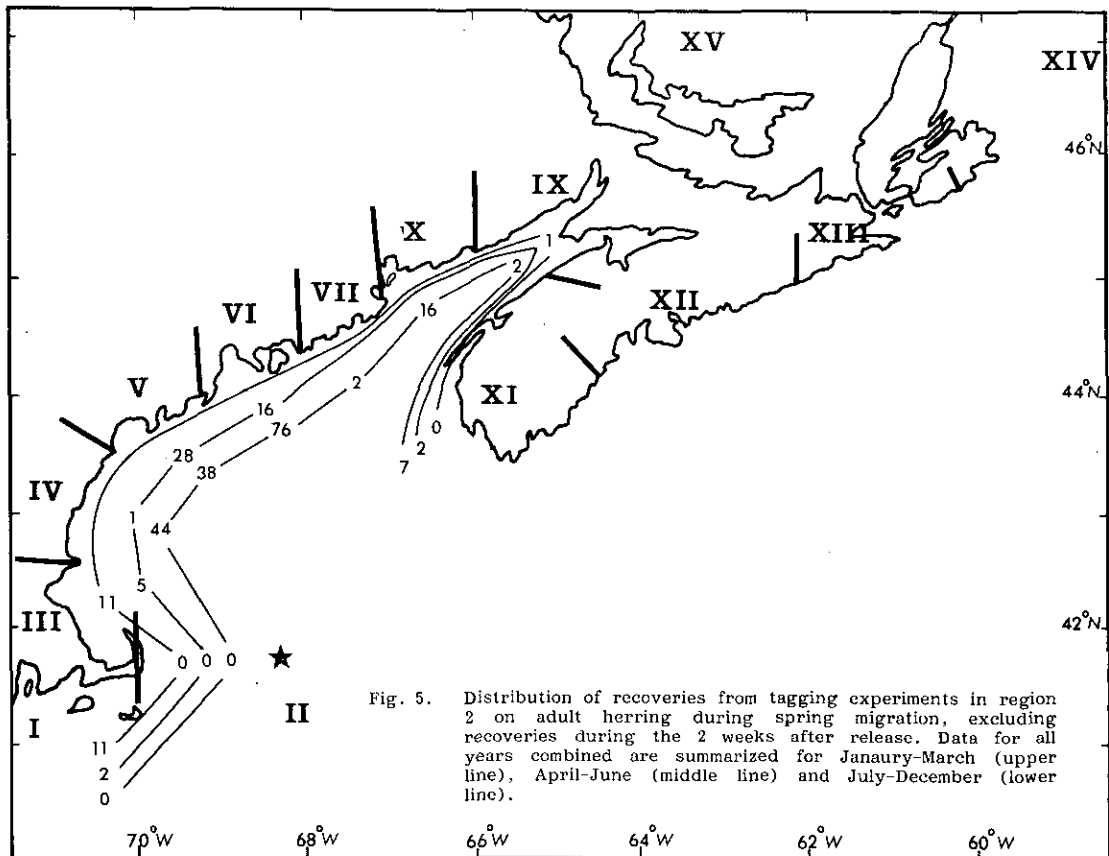 XV
XIV
46°N
IX
X
1
XIII
VII
2
16
XII
VI
2
44°N
V
16
XI
76
0
28
2
38
7
IV
1
44
5
11
III
42°N
0 0 0
I
II
11
2
0
Fig. 5. Distribution of recoveries from tagging experiments in region
2 on adult herring during spring migration, excluding
recoveries during the 2 weeks after release. Data for all
years combined are summarized for Janaury-March (upper
line), April-June (middle line) and July-December (lower
line).
70°W 68°W 66°W 64°W 62°W 60°W